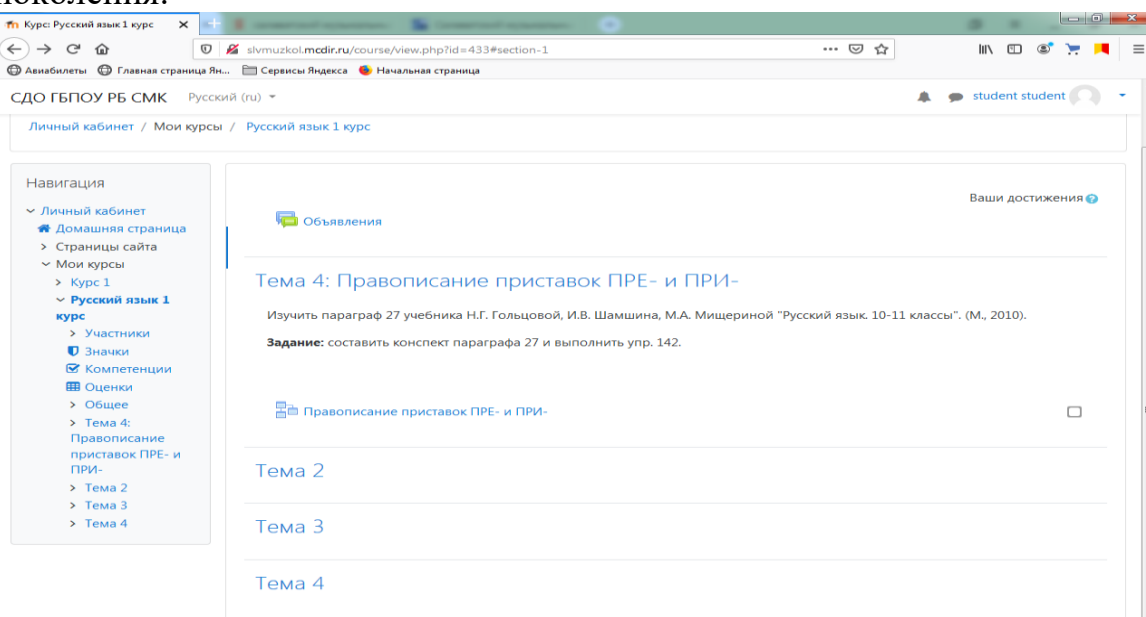 Курс: Русский язык 1 курс
slvmuzkol.mcdir.ru/course/view.php?id=433#section-1
Авиабилеты Главная страница Ян... Сервисы Яндекса Начальная страница
СДО ГБПОУ РБ СМК Русский (ru) student student
Личный кабинет / Мои курсы / Русский язык 1 курс
Навигация
Личный кабинет
Домашняя страница
Страницы сайта
Мои курсы
Курс 1
Русский язык 1
курс
Участники
Значки
Компетенции
Оценки
Общее
Тема 4:
Правописание
приставок ПРЕ- и
ПРИ-
Тема 2
Тема 3
Тема 4
Ваши достижения
Объявления
Тема 4: Правописание приставок ПРЕ- и ПРИ-
Изучить параграф 27 учебника Н.Г. Гольцовой, И.В. Шамшина, М.А. Мищериной "Русский язык. 10-11 классы". (М., 2010).
Задание: составить конспект параграфа 27 и выполнить упр. 142.
Правописание приставок ПРЕ- и ПРИ-
Тема 2
Тема 3
Тема 4